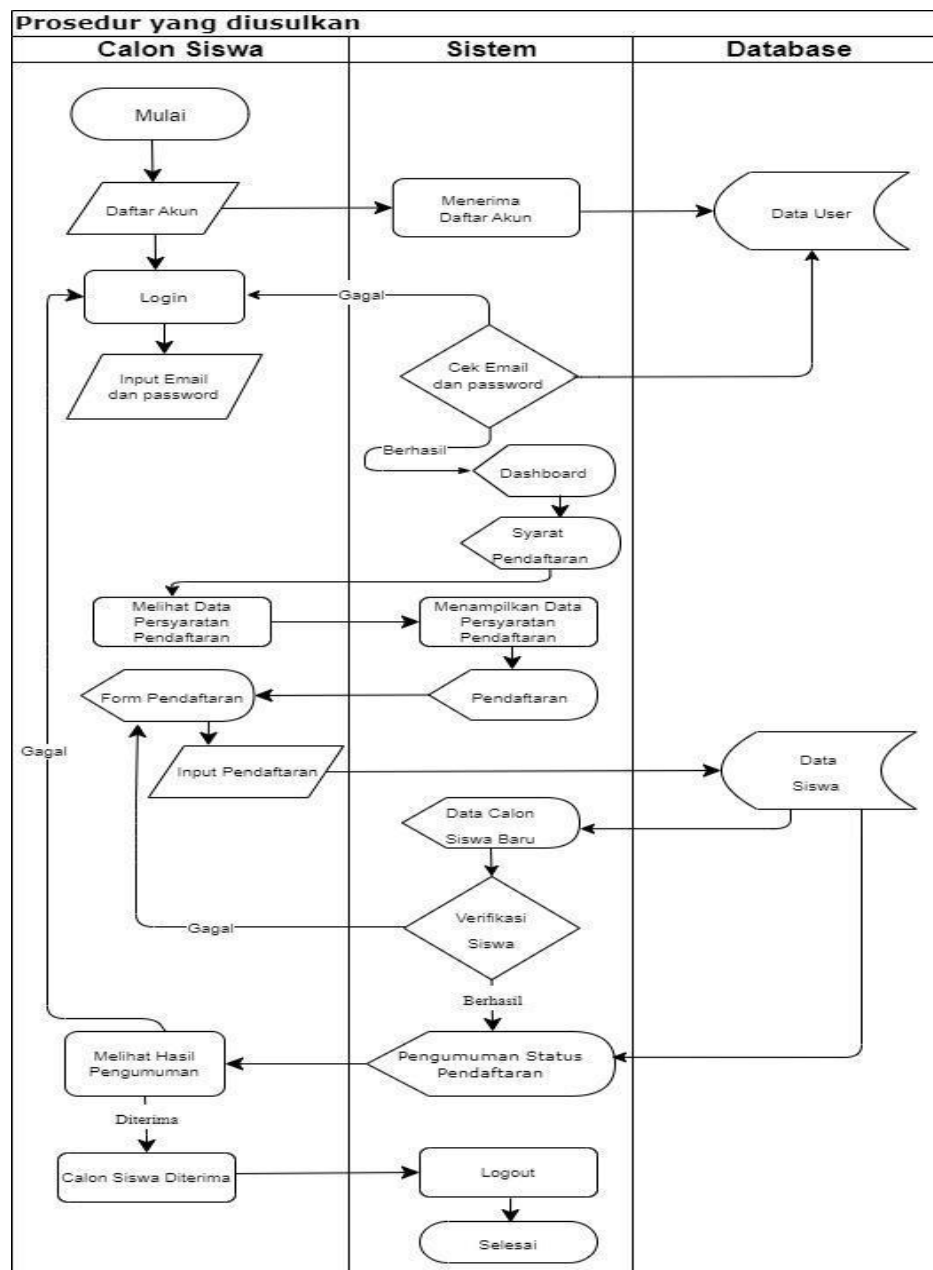 Prosedur yang diusulkan
Calon Siswa
Sistem
Database
Mulai
Daftar Akun
Menerima
Daftar Akun
Data User
Login
Gagal
Input Email
dan password
Cek Email
dan password
Berhasil
Dashboard
Syarat
Pendaftaran
Melihat Data
Persyaratan
Pendaftaran
Menampilkan Data
Persyaratan
Pendaftaran
Form Pendaftaran
Pendaftaran
Gagal
Input Pendaftaran
Data
Siswa
Data Calon
Siswa Baru
Verifikasi
Siswa
Gagal
Berhasil
Melihat Hasil
Pengumuman
Pengumuman Status
Pendaftaran
Diterima
Calon Siswa Diterima
Logout
Selesai